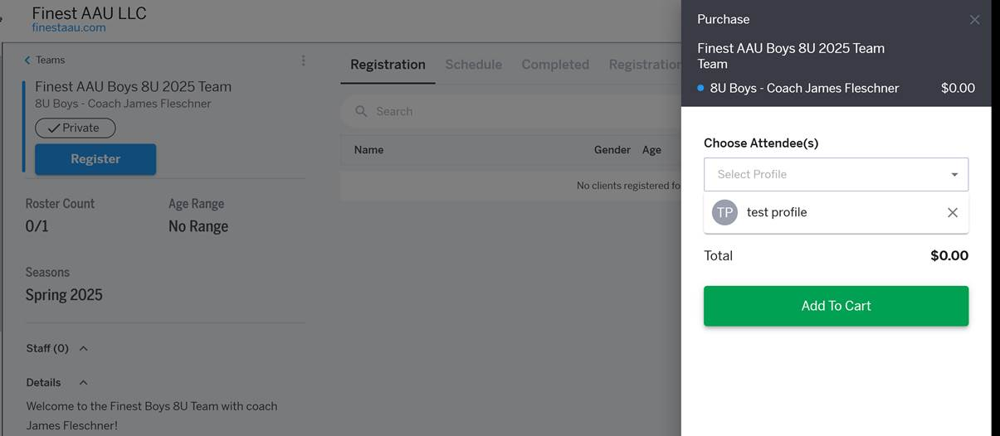 Finest AAU LLC
finestaau.com
Teams
Finest AAU Boys 8U 2025 Team
8U Boys - Coach James Fleschner
Private
Register
Roster Count
Age Range
0/1
No Range
Seasons
Spring 2025
Staff (0)
Details
Welcome to the Finest Boys 8U Team with coach
James Fleschner!
Registration Schedule Completed Registration
Search
Name Gender Age
No clients registered fo
Purchase
Finest AAU Boys 8U 2025 Team
Team
8U Boys - Coach James Fleschner $0.00
Choose Attendee(s)
Select Profile
TP test profile
Total $0.00
Add To Cart